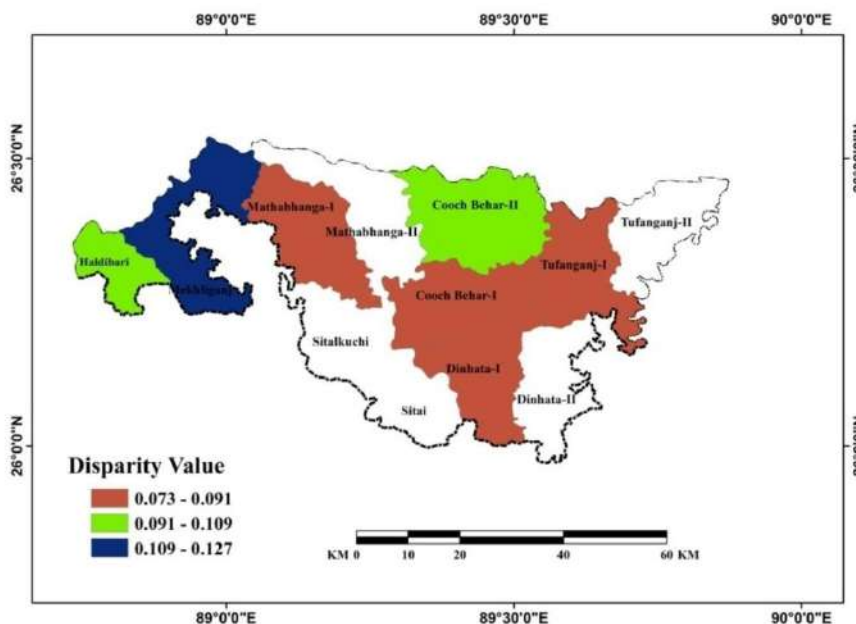 89°0'0"E 89°30'0"E 90°0'0"E
26°30'0"N
Mathabhanga-I
Cooch Behar-II
Tufanganj-II
Mathabhanga-II
Haldibari
Tufanganj-I
Mekhliganj
Cooch Behar-I
Sitalkuchi
Dinhata-I
Sitai
Dinhata-II
26°0'0"N
Disparity Value
0.073 - 0.091
0.091 - 0.109
0.109 - 0.127
KM 0 10 20 40 60 KM
89°0'0"E 89°30'0"E 90°0'0"E